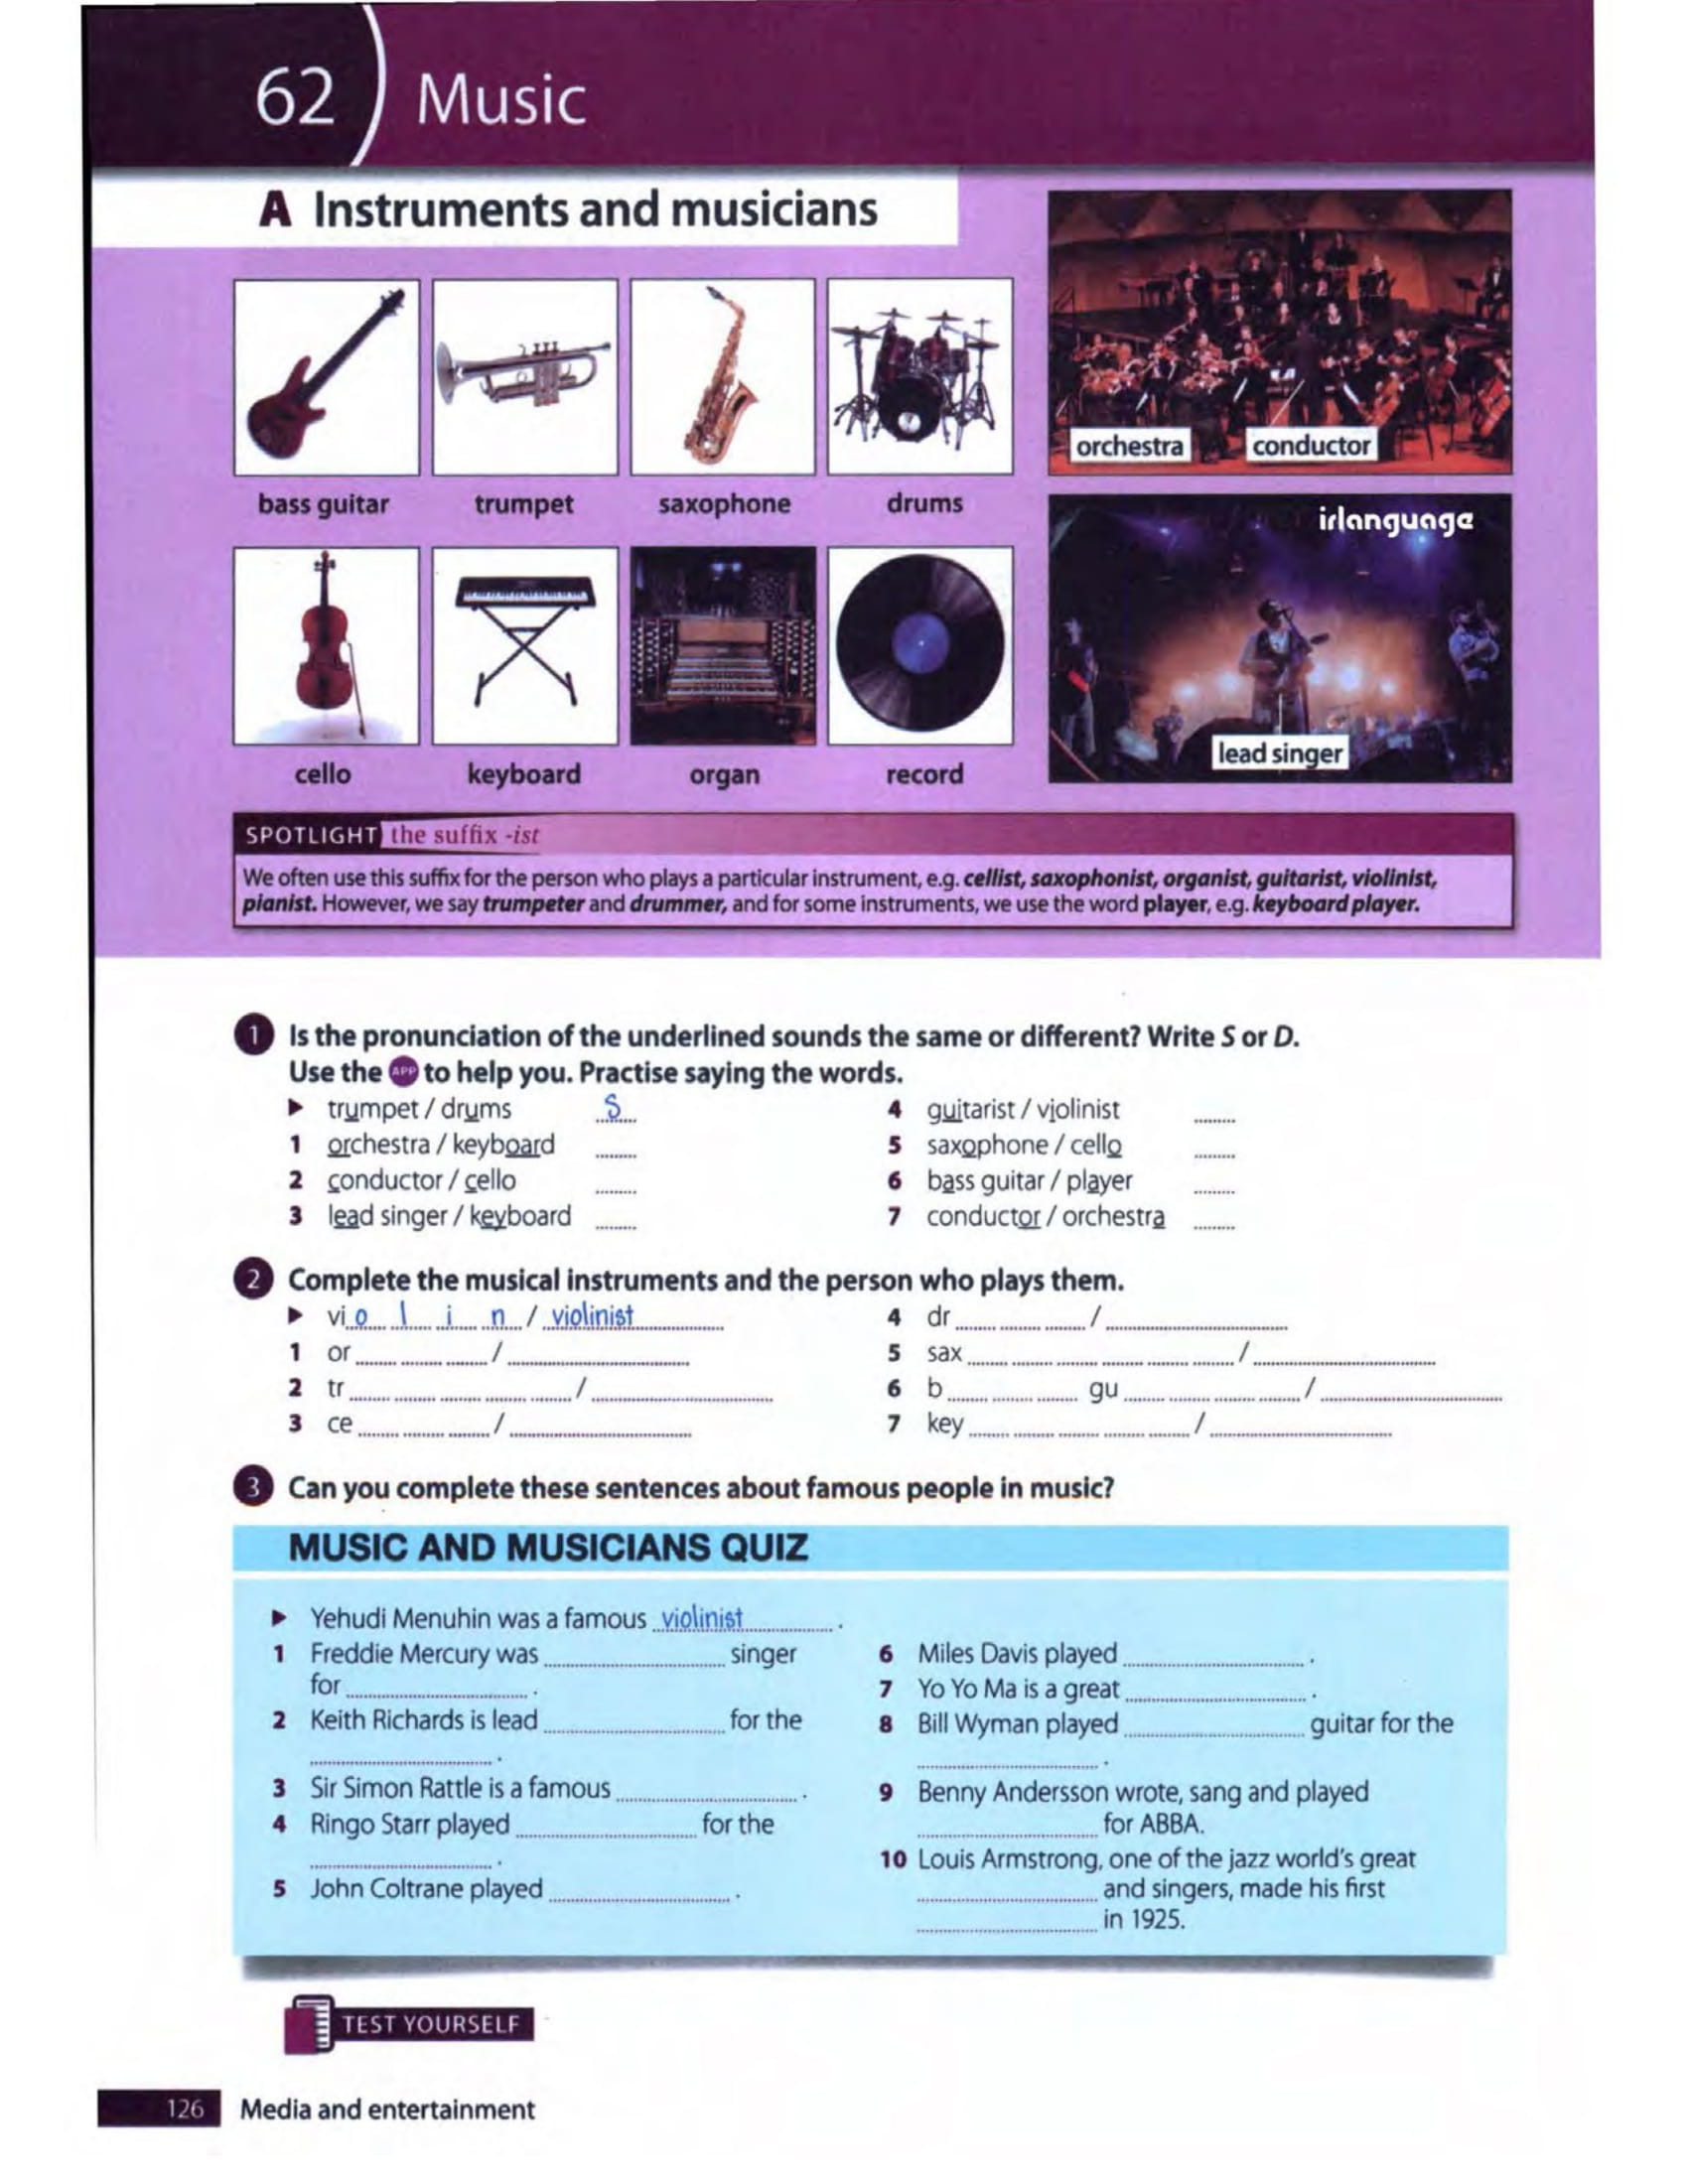 62 Music
A Instruments and musicians
bass guitar trumpet saxophone drums
orchestra conductor
irlanguage
cello keyboard organ record
lead singer
SPOTLIGHT the suffix -ist
We often use this suffix for the person who plays a particular instrument, e.g. cellist, saxophonist, organist, guitarist, violinist,
pianist. However, we say trumpeter and drummer, and for some instruments, we use the word player, e.g. keyboard player.
1 Is the pronunciation of the underlined sounds the same or different? Write S or D.
Use the APP to help you. Practise saying the words.
► trumpet / drums S
1 orchestra / keyboard ........
2 conductor / cello ........
3 lead singer / keyboard ........
4 guitarist / violinist ........
5 saxophone / cello ........
6 bass guitar / player ........
7 conductor / orchestra ........
2 Complete the musical instruments and the person who plays them.
► vi o l i n / violinist
1 or ........ ........ ........ / ........
2 tr ........ ........ ........ ........ ........ / ........
3 ce ........ ........ ........ / ........
4 dr ........ ........ ........ / ........
5 sax ........ ........ ........ ........ ........ ........ / ........
6 b ........ ........ ........ gu ........ ........ ........ ........ / ........
7 key ........ ........ ........ ........ ........ / ........
3 Can you complete these sentences about famous people in music?
MUSIC AND MUSICIANS QUIZ
► Yehudi Menuhin was a famous violinist .
1 Freddie Mercury was ........ singer
for ........ .
2 Keith Richards is lead ........ for the
........ .
3 Sir Simon Rattle is a famous ........ .
4 Ringo Starr played ........ for the
........ .
5 John Coltrane played ........ .
6 Miles Davis played ........ .
7 Yo Yo Ma is a great ........ .
8 Bill Wyman played ........ guitar for the
........ .
9 Benny Andersson wrote, sang and played
........ for ABBA.
10 Louis Armstrong, one of the jazz world's great
........ and singers, made his first
........ in 1925.
TEST YOURSELF
126 Media and entertainment